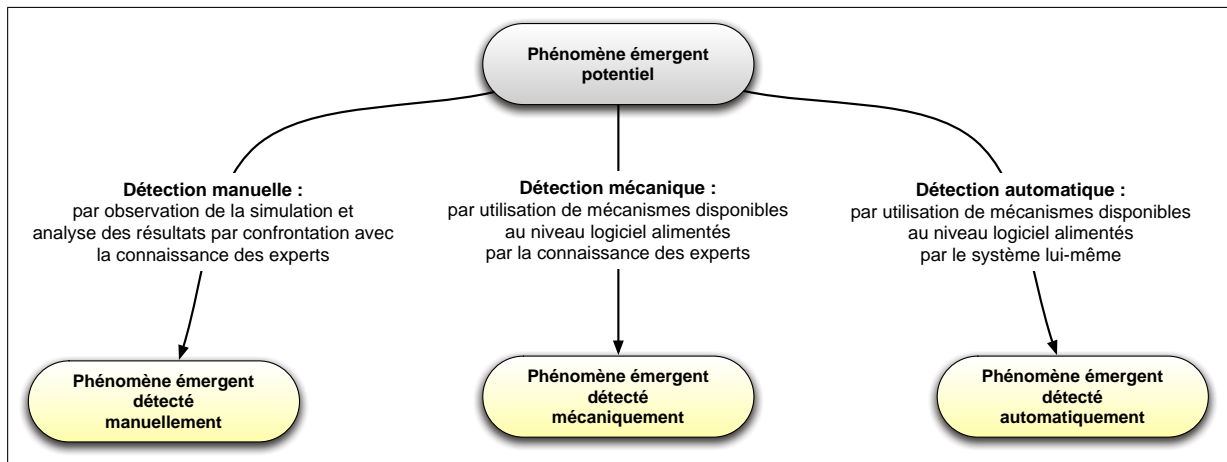 Phénomène émergent
potentiel
Détection manuelle :
par observation de la simulation et
analyse des résultats par confrontation avec
la connaissance des experts
Détection mécanique :
par utilisation de mécanismes disponibles
au niveau logiciel alimentés
par la connaissance des experts
Détection automatique :
par utilisation de mécanismes disponibles
au niveau logiciel alimentés
par le système lui-même
Phénomène émergent
détecté
manuellement
Phénomène émergent
détecté
mécaniquement
Phénomène émergent
détecté
automatiquement